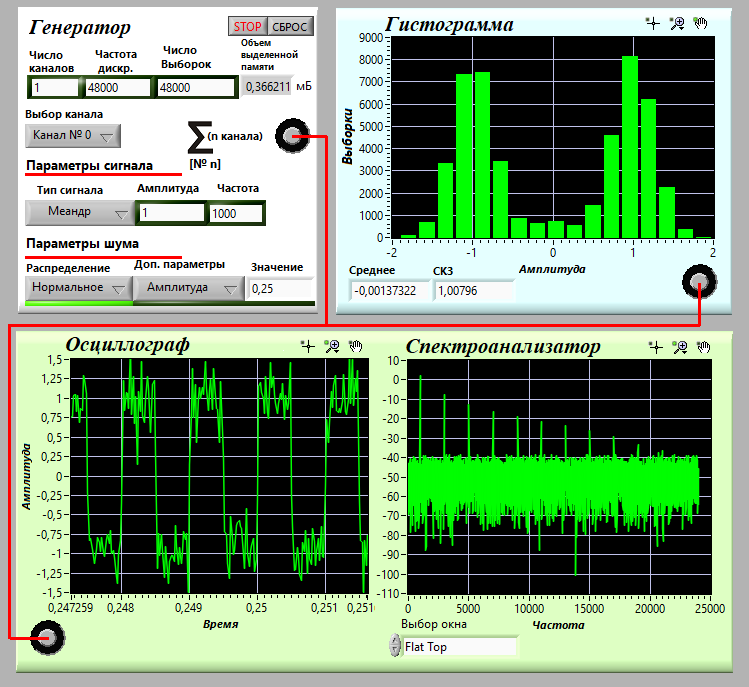 Генератор
STOP СБРОС
Число каналов
Частота дискр.
Число Выборок
Объем выделенной памяти
1 48000 48000 0,366211 мБ
Выбор канала
Канал № 0
Σ(n канала)
[№ n]
Параметры сигнала
Тип сигнала Амплитуда Частота
Меандр 1 1000
Параметры шума
Распределение Доп. параметры Значение
Нормальное Амплитуда 0,25
Гистограмма
Выборки
9000
8000
7000
6000
5000
4000
3000
2000
1000
0
-2 -1 0 1 2
Амплитуда
Среднее СКЗ
-0,00137322 1,00796
Осциллограф
Амплитуда
1,5
1,25
1
0,75
0,5
0,25
0
-0,25
-0,5
-0,75
-1
-1,25
-1,5
0,247259 0,248 0,249 0,25 0,251 0,251
Время
Спектроанализатор
10
0
-10
-20
-30
-40
-50
-60
-70
-80
-90
-100
-110
0 5000 10000 15000 20000 25000
Выбор окна Частота
Flat Top